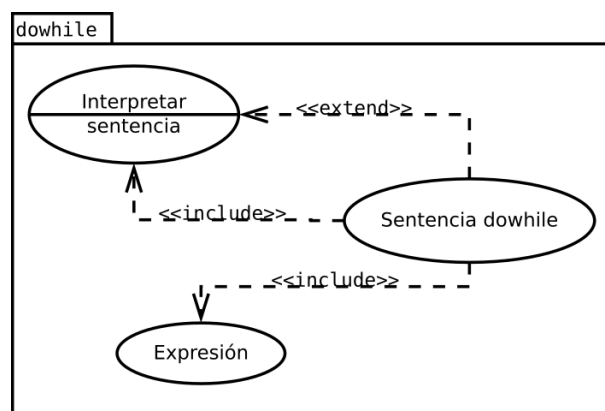 dowhile
Interpretar
sentencia
<<extend>>
<<include>>
Sentencia dowhile
<<include>>
Expresión